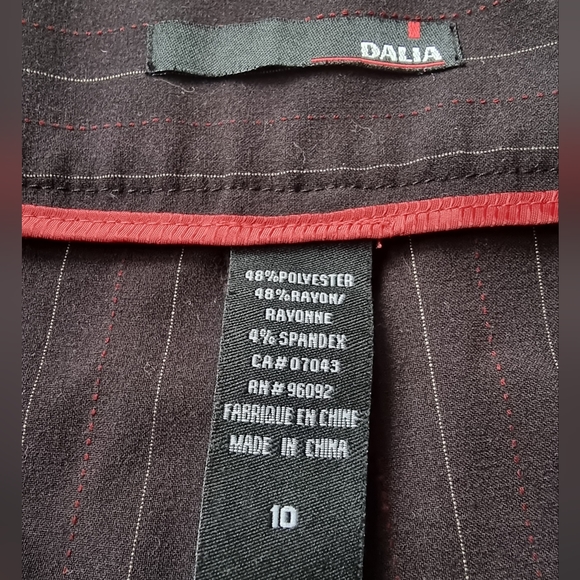 DALIA
48%POLYESTER
48%RAYON/
RAYONNE
4% SPANDEX
CA# 07043
RN# 96092
FABRIQUE EN CHINE
MADE IN CHINA
10